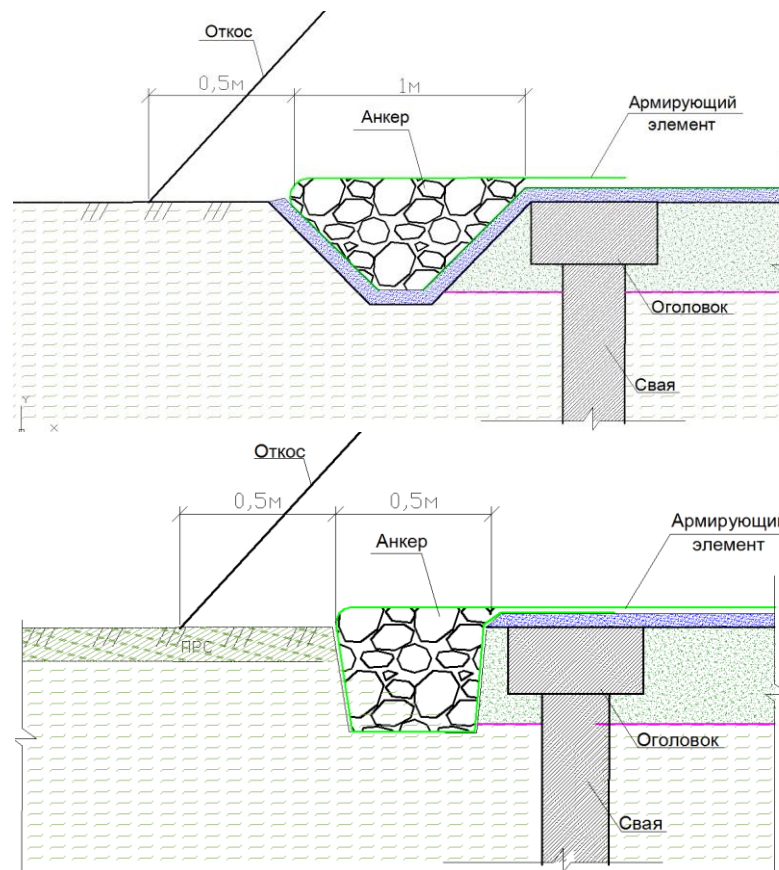 Откос
0,5м
1м
Анкер
Армирующий
элемент
Оголовок
Свая
Y
X
Откос
0,5м
0,5м
Анкер
Армирующий
элемент
ПРС
Оголовок
Свая